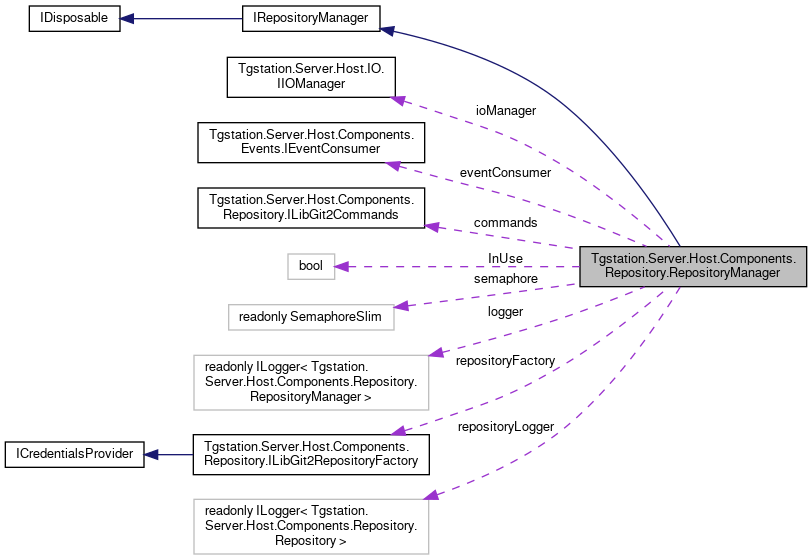 IDisposable
IRepositoryManager
Tgstation.Server.Host.IO.
IIOManager
ioManager
Tgstation.Server.Host.Components.
Events.IEventConsumer
eventConsumer
Tgstation.Server.Host.Components.
Repository.ILibGit2Commands
commands
Tgstation.Server.Host.Components.
Repository.RepositoryManager
bool
InUse
semaphore
readonly SemaphoreSlim
logger
readonly ILogger< Tgstation.
Server.Host.Components.Repository.
RepositoryManager >
repositoryFactory
repositoryLogger
ICredentialsProvider
Tgstation.Server.Host.Components.
Repository.ILibGit2RepositoryFactory
readonly ILogger< Tgstation.
Server.Host.Components.Repository.
Repository >